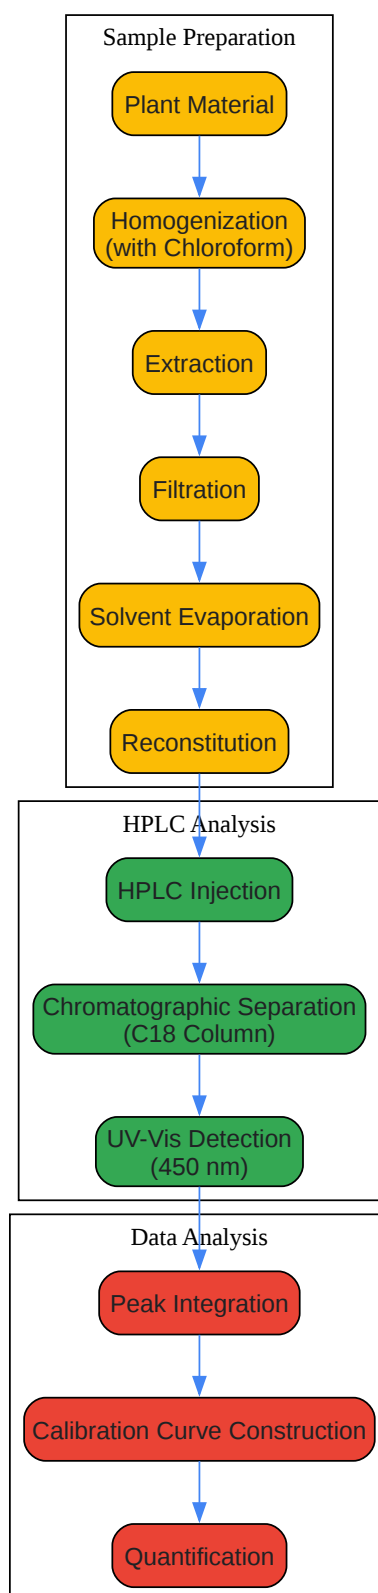 Sample Preparation
Plant Material
Homogenization
(with Chloroform)
Extraction
Filtration
Solvent Evaporation
Reconstitution
HPLC Analysis
HPLC Injection
Chromatographic Separation
(C18 Column)
UV-Vis Detection
(450 nm)
Data Analysis
Peak Integration
Calibration Curve Construction
Quantification